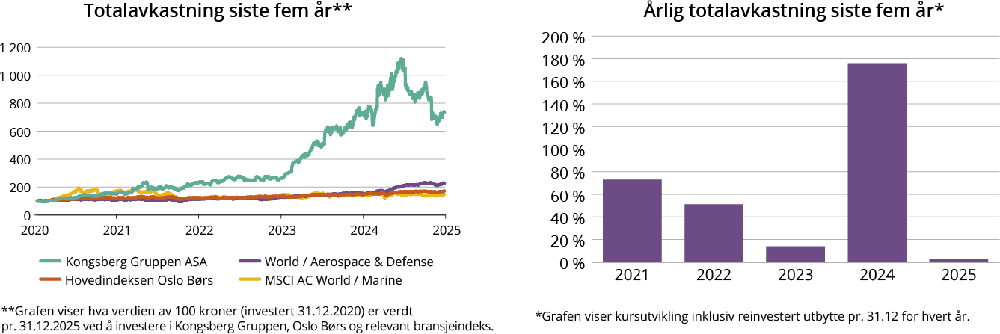 Totalavkastning siste fem år**
1 200
1 000
800
600
400
200
0
2020 2021 2022 2023 2024 2025
Kongsberg Gruppen ASA
World / Aerospace & Defense
Hovedindeksen Oslo Børs
MSCI AC World / Marine
**Grafen viser hva verdien av 100 kroner (investert 31.12.2020) er verdt
pr. 31.12.2025 ved å investere i Kongsberg Gruppen, Oslo Børs og relevant bransjeindeks.
Årlig totalavkastning siste fem år*
200 %
180 %
160 %
140 %
120 %
100 %
80 %
60 %
40 %
20 %
0 %
2021 2022 2023 2024 2025
*Grafen viser kursutvikling inklusiv reinvestert utbytte pr. 31.12 for hvert år.